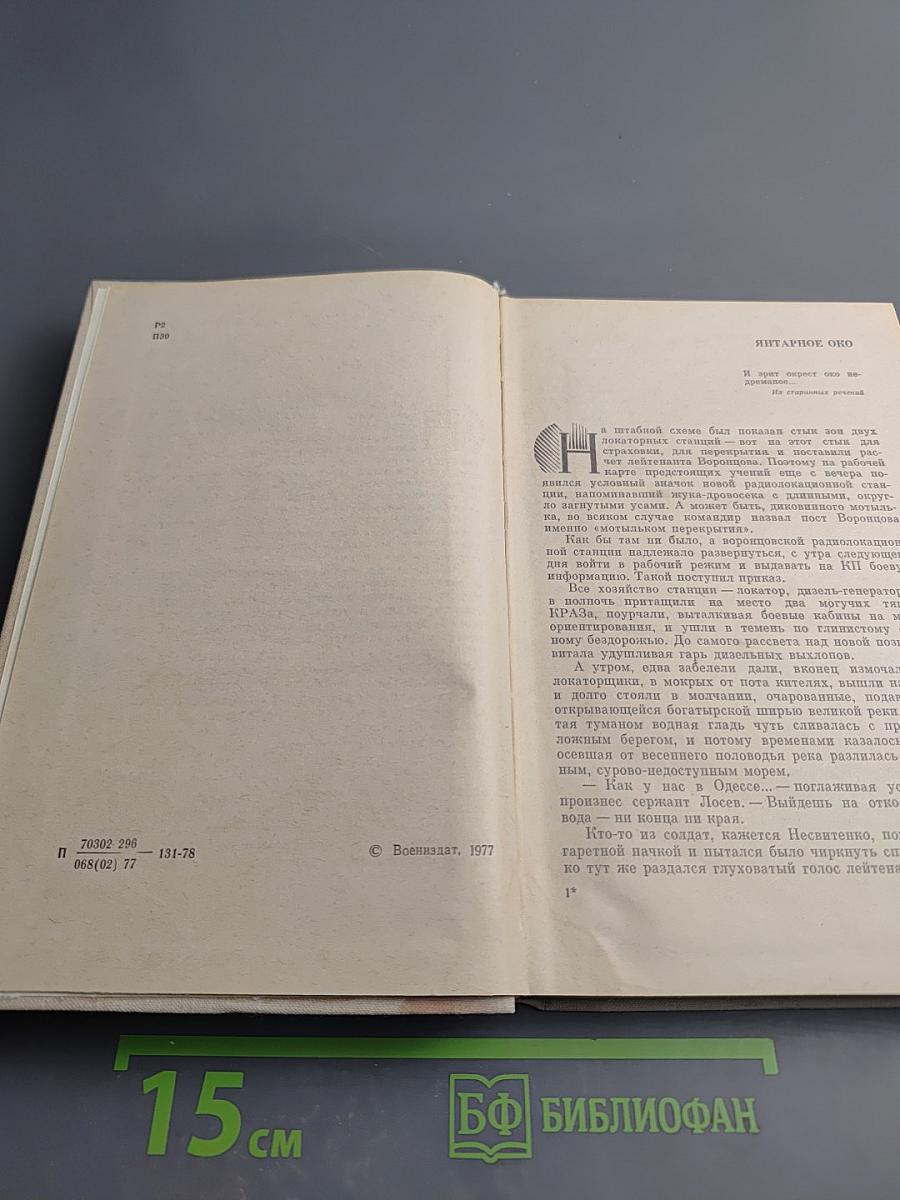 Р2
П30
П 70302-296
068(02) 77 — 131-78
© Воениздат, 1977
ЯНТАРНОЕ ОКО
И зрит окрест око не-
дреманое...
Из старинных речений
На штабной схеме был показан стык зон двух
локаторных станций — вот на этот стык для
страховки, для перекрытия и поставили рас-
чет лейтенанта Воронцова. Поэтому на рабочей
карте предстоящих учений еще с вечера по-
явился условный значок новой радиолокационной стан-
ции, напоминавший жука-дровосека с длинными, округ-
ло загнутыми усами. А может быть, диковинного мотыль-
ка, во всяком случае командир назвал пост Воронцова
именно «мотыльком перекрытия».
Как бы там ни было, а воронцовской радиолокацион
ной станции надлежало развернуться, с утра следующе
дня войти в рабочий режим и выдавать на КП боеву
информацию. Такой поступил приказ.
Все хозяйство станции — локатор, дизель-генератор
в полночь притащили на место два могучих тя
КРАЗа, поурчали, выталкивая боевые кабины на м
ориентирования, и ушли в темень по глинистому
ному бездорожью. До самого рассвета над новой пози
витала удушливая гарь дизельных выхлопов.
А утром, едва забелели дали, вконец измочал
локаторщики, в мокрых от пота кителях, вышли на
и долго стояли в молчании, очарованные, подав
открывающейся богатырской ширью великой реки.
тая туманом водная гладь чуть сливалась с пр
ложным берегом, и потому временами казалось
осевшая от весеннего половодья река разлилась
ным, сурово-недоступным морем.
— Как у нас в Одессе... — поглаживая ус
произнес сержант Лосев. — Выйдешь на отко
вода — ни конца ни края.
Кто-то из солдат, кажется Несвитенко, по
гаретной пачкой и пытался было чиркнуть сп
ко тут же раздался глуховатый голос лейтена
1*
15 см
БФ БИБЛИОФАН